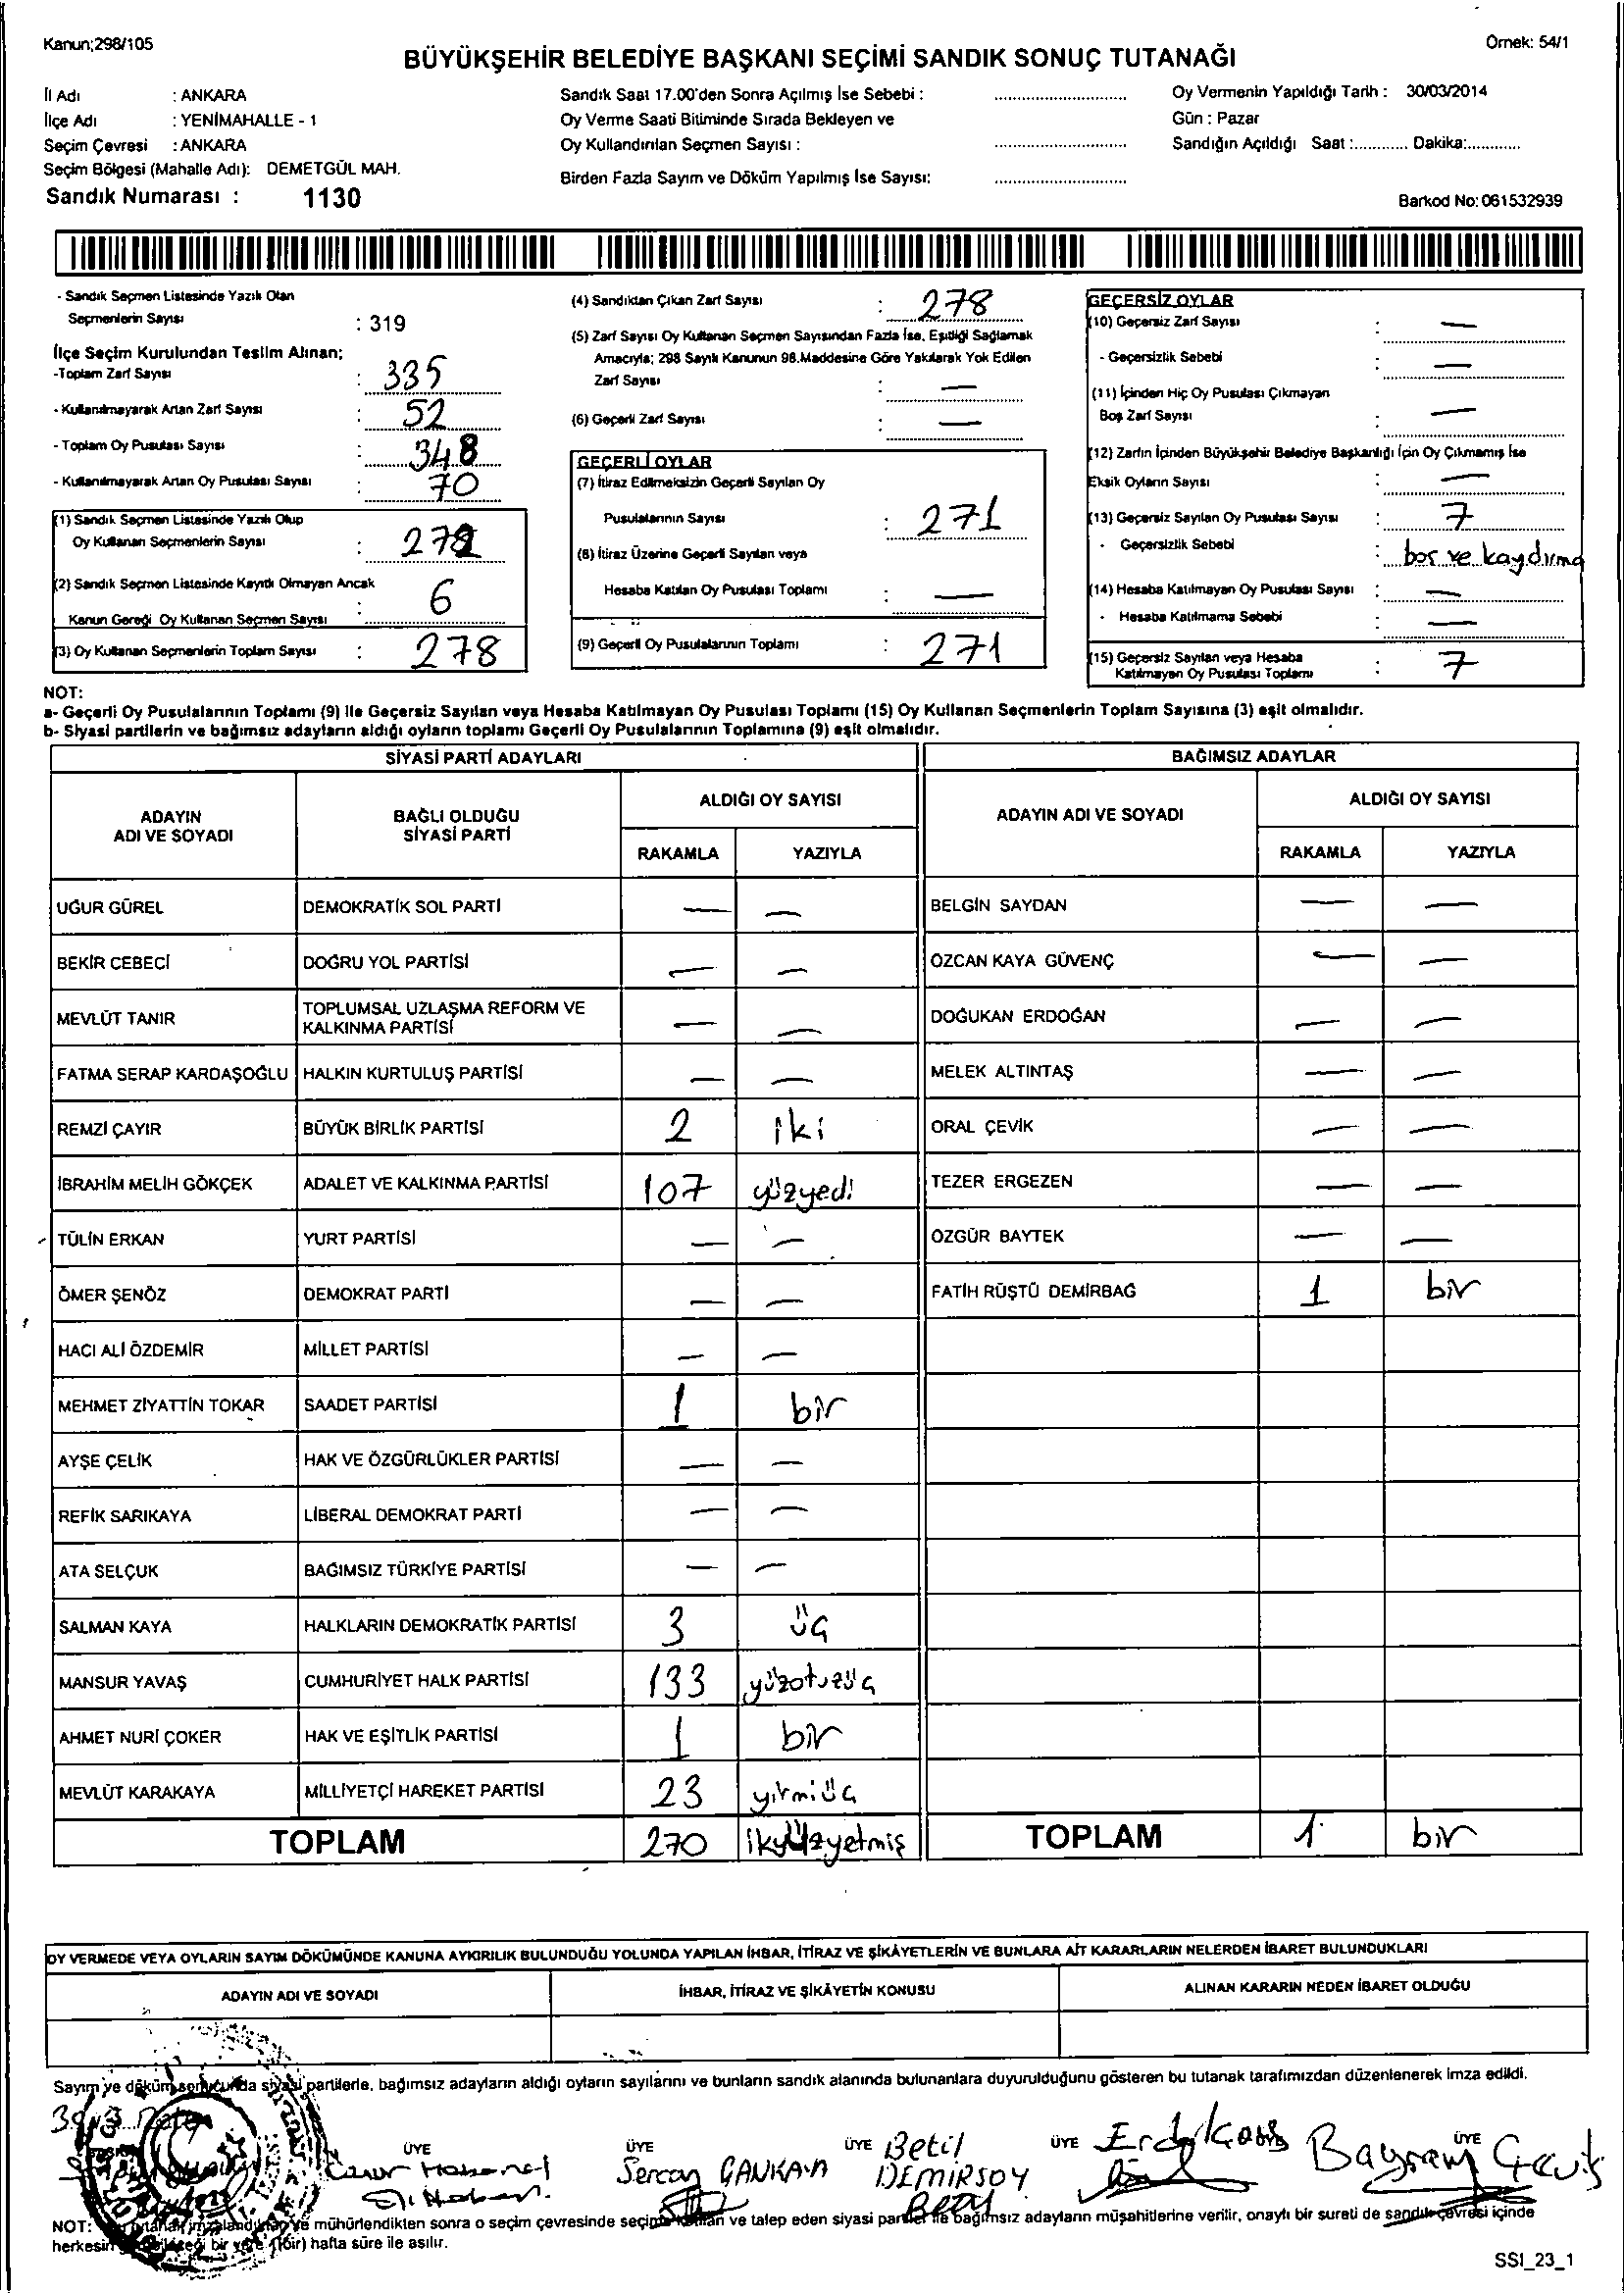 Kanun;298/105
Örnek: 54/1
BÜYÜKŞEHİR BELEDİYE BAŞKANI SEÇİMİ SANDIK SONUÇ TUTANAĞI
İl Adı : ANKARA
İlçe Adı : YENİMAHALLE - 1
Seçim Çevresi : ANKARA
Seçim Bölgesi (Mahalle Adı): DEMETGÜL MAH.
Sandık Numarası : 1130
Sandık Saat 17.00'den Sonra Açılmış İse Sebebi :
Oy Verme Saati Bitiminde Sırada Bekleyen ve
Oy Kullandırılan Seçmen Sayısı :
Birden Fazla Sayım ve Döküm Yapılmış İse Sayısı:
Oy Vermenin Yapıldığı Tarih : 30/03/2014
Gün : Pazar
Sandığın Açıldığı Saat :............ Dakika:............
Barkod No: 061532939
- Sandık Seçmen Listesinde Yazılı Olan
Seçmenlerin Sayısı : 319
İlçe Seçim Kurulundan Teslim Alınan;
-Toplam Zarf Sayısı : 335
- Kullanılmayarak Artan Zarf Sayısı : 52
- Toplam Oy Pusulası Sayısı : 348
- Kullanılmayarak Artan Oy Pusulası Sayısı : 70
(1) Sandık Seçmen Listesinde Yazılı Olup
Oy Kullanan Seçmenlerin Sayısı :
(2) Sandık Seçmen Listesinde Kayıtlı Olmayan Ancak
Kanun Gereği Oy Kullanan Seçmen Sayısı : 6
(3) Oy Kullanan Seçmenlerin Toplam Sayısı : 278
(4) Sandıktan Çıkan Zarf Sayısı : 278
(5) Zarf Sayısı Oy Kullanan Seçmen Sayısından Fazla İse, Eşitliği Sağlamak
Amacıyla; 298 Sayılı Kanunun 98.Maddesine Göre Yakılarak Yok Edilen
Zarf Sayısı : —
(6) Geçerli Zarf Sayısı : —
GEÇERLİ OYLAR
(7) İtiraz Edilmeksizin Geçerli Sayılan Oy
Pusulalarının Sayısı : 271
(8) İtiraz Üzerine Geçerli Sayılan veya
Hesaba Katılan Oy Pusulası Toplamı : —
(9) Geçerli Oy Pusulalarının Toplamı : 271
GEÇERSİZ OYLAR
(10) Geçersiz Zarf Sayısı : —
- Geçersizlik Sebebi : —
(11) İçinden Hiç Oy Pusulası Çıkmayan
Boş Zarf Sayısı : —
(12) Zarfın İçinden Büyükşehir Belediye Başkanlığı İçin Oy Çıkmamış İse
Eksik Oyların Sayısı : —
(13) Geçersiz Sayılan Oy Pusulası Sayısı : 7
- Geçersizlik Sebebi : boş ve kaydırma
(14) Hesaba Katılmayan Oy Pusulası Sayısı : —
- Hesaba Katılmama Sebebi : —
(15) Geçersiz Sayılan veya Hesaba
Katılmayan Oy Pusulası Toplamı : 7
NOT:
a- Geçerli Oy Pusulalarının Toplamı (9) ile Geçersiz Sayılan veya Hesaba Katılmayan Oy Pusulası Toplamı (15) Oy Kullanan Seçmenlerin Toplam Sayısına (3) eşit olmalıdır.
b- Siyasi partilerin ve bağımsız adayların aldığı oyların toplamı Geçerli Oy Pusulalarının Toplamına (9) eşit olmalıdır.
SİYASİ PARTİ ADAYLARI
BAĞIMSIZ ADAYLAR
ADAYIN ADI VE SOYADI
BAĞLI OLDUĞU SİYASİ PARTİ
ALDIĞI OY SAYISI
RAKAMLA YAZIYLA
ADAYIN ADI VE SOYADI
ALDIĞI OY SAYISI
RAKAMLA YAZIYLA
UĞUR GÜREL DEMOKRATİK SOL PARTİ — — BELGİN SAYDAN — —
BEKİR CEBECİ DOĞRU YOL PARTİSİ — — ÖZCAN KAYA GÜVENÇ — —
MEVLÜT TANIR TOPLUMSAL UZLAŞMA REFORM VE KALKINMA PARTİSİ — — DOĞUKAN ERDOĞAN — —
FATMA SERAP KARDAŞOĞLU HALKIN KURTULUŞ PARTİSİ — — MELEK ALTINTAŞ — —
REMZİ ÇAYIR BÜYÜK BİRLİK PARTİSİ 2 iki ORAL ÇEVİK — —
İBRAHİM MELİH GÖKÇEK ADALET VE KALKINMA PARTİSİ 107 yüzyedi TEZER ERGEZEN — —
TÜLİN ERKAN YURT PARTİSİ — — ÖZGÜR BAYTEK — —
ÖMER ŞENÖZ DEMOKRAT PARTİ — — FATİH RÜŞTÜ DEMİRBAĞ 1 bir
HACI ALİ ÖZDEMİR MİLLET PARTİSİ — —
MEHMET ZİYATTİN TOKAR SAADET PARTİSİ 1 bir
AYŞE ÇELİK HAK VE ÖZGÜRLÜKLER PARTİSİ — —
REFİK SARIKAYA LİBERAL DEMOKRAT PARTİ — —
ATA SELÇUK BAĞIMSIZ TÜRKİYE PARTİSİ — —
SALMAN KAYA HALKLARIN DEMOKRATİK PARTİSİ 3 üç
MANSUR YAVAŞ CUMHURİYET HALK PARTİSİ 133 yüzotuzüç
AHMET NURİ ÇOKER HAK VE EŞİTLİK PARTİSİ 1 bir
MEVLÜT KARAKAYA MİLLİYETÇİ HAREKET PARTİSİ 23 yirmiüç
TOPLAM 270 ikiyüzyetmiş TOPLAM 1 bir
OY VERMEDE VEYA OYLARIN SAYIM DÖKÜMÜNDE KANUNA AYKIRILIK BULUNDUĞU YOLUNDA YAPILAN İHBAR, İTİRAZ VE ŞİKÂYETLERİN VE BUNLARA AİT KARARLARIN NELERDEN İBARET BULUNDUKLARI
ADAYIN ADI VE SOYADI İHBAR, İTİRAZ VE ŞİKÂYETİN KONUSU ALINAN KARARIN NEDEN İBARET OLDUĞU
Sayım ve döküm sonucunda siyasi partilerle, bağımsız adayların aldığı oyların sayılarını ve bunların sandık alanında bulunanlara duyurulduğunu gösteren bu tutanak tarafımızdan düzenlenerek imza edildi.
ÜYE ÜYE ÜYE ÜYE ÜYE
Sercan ÇANKAYA
Betil DEMİRSOY
Bayram
NOT: imzalandıktan ve mühürlendikten sonra o seçim çevresinde seçime katılan ve talep eden siyasi partiler ile bağımsız adayların müşahitlerine verilir, onaylı bir sureti de sandık çevresi içinde
herkesin bir yere (bir) hafta süre ile asılır.
SSI_23_1